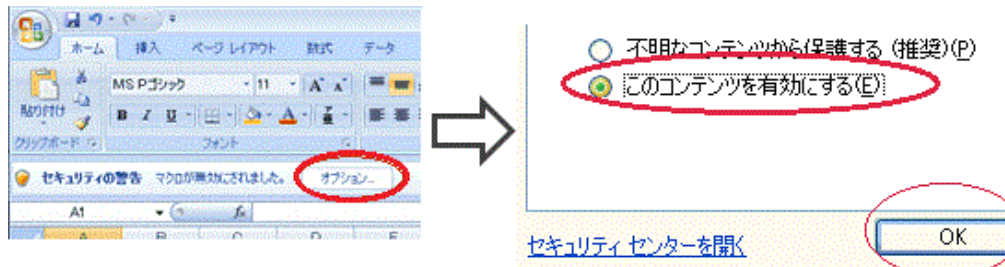 ホーム 挿入 ページ レイアウト 数式 データ
MS Pゴシック 11 A A
貼り付け
B I U A
クリップボード フォント
セキュリティの警告 マクロが無効にされました。 オプション...
A1 fx
A B C D E
不明なコンテンツから保護する (推奨)(P)
このコンテンツを有効にする(E)
セキュリティ センターを開く OK